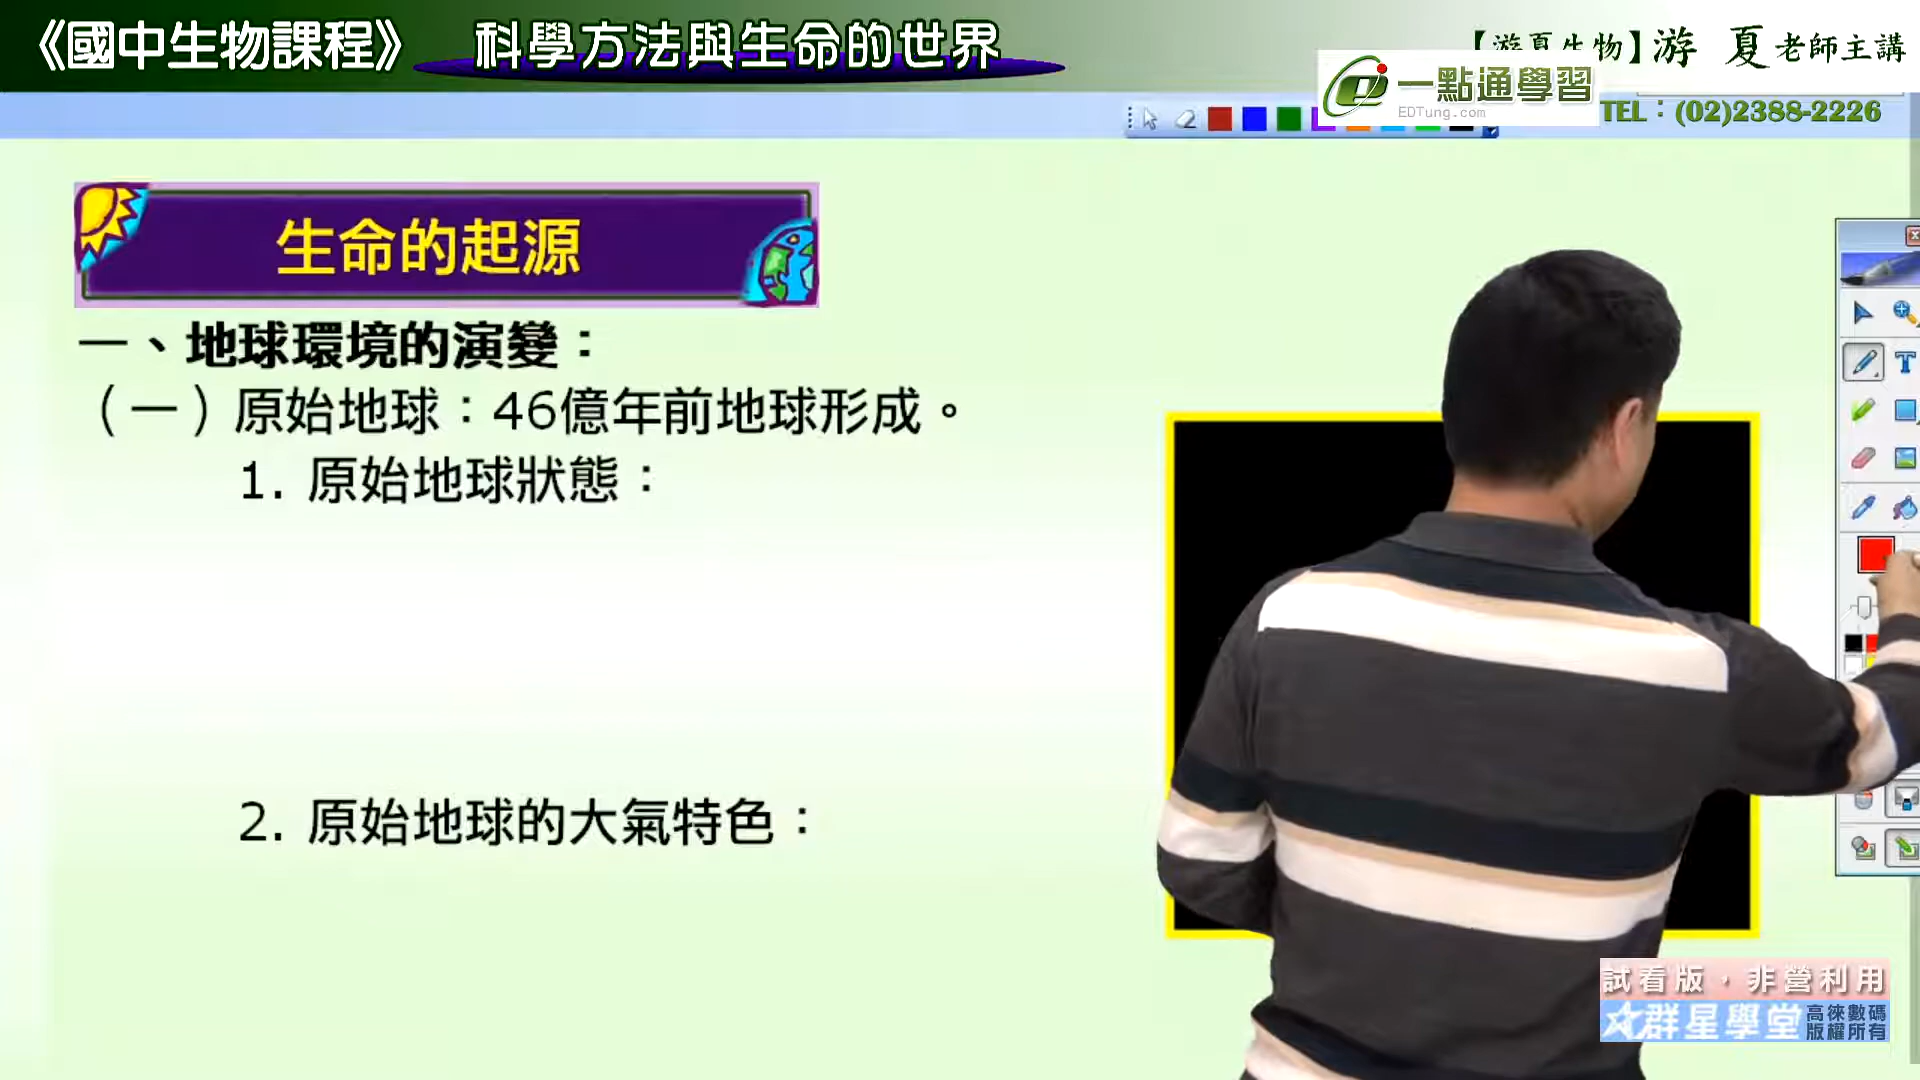 《國中生物課程》 科學方法與生命的世界
【游夏生物】游 夏老師主講
一點通學習
EDTung.com
TEL：(02)2388-2226
生命的起源
一、地球環境的演變：
（一）原始地球：46億年前地球形成。
1. 原始地球狀態：
2. 原始地球的大氣特色：
試看版，非營利用
群星學堂 高徠數碼
版權所有